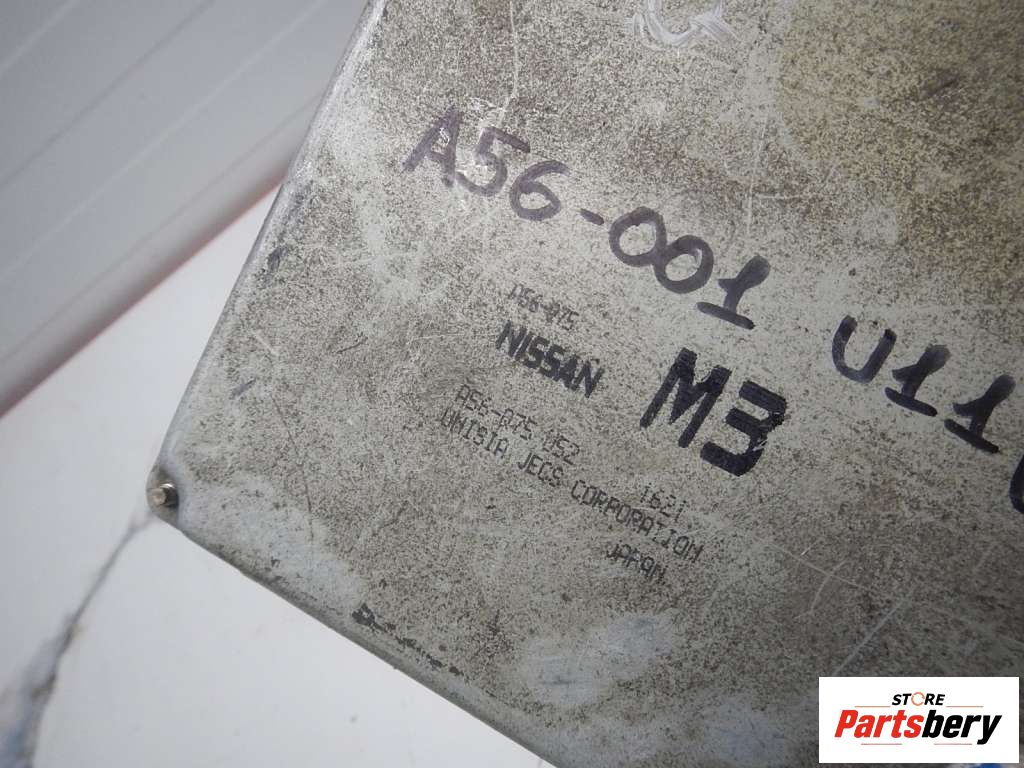 A56-001 U11
A56-Q75
NISSAN M3
A56-Q75 U52 1621
UNISIA JECS CORPORATION
JAPAN
STORE
Partsbery